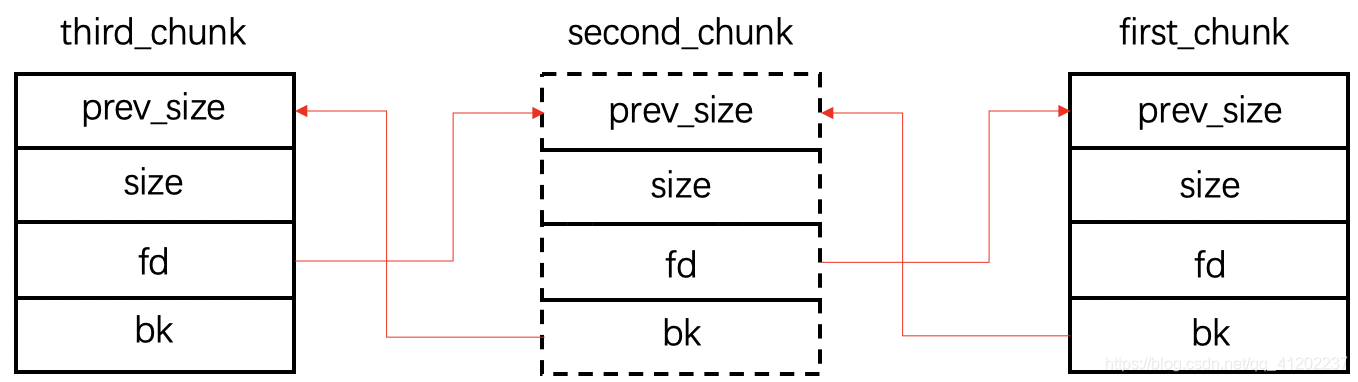 third_chunk second_chunk first_chunk
prev_size prev_size prev_size
size size size
fd fd fd
bk bk bk
https://blog.csdn.net/qq_41202237